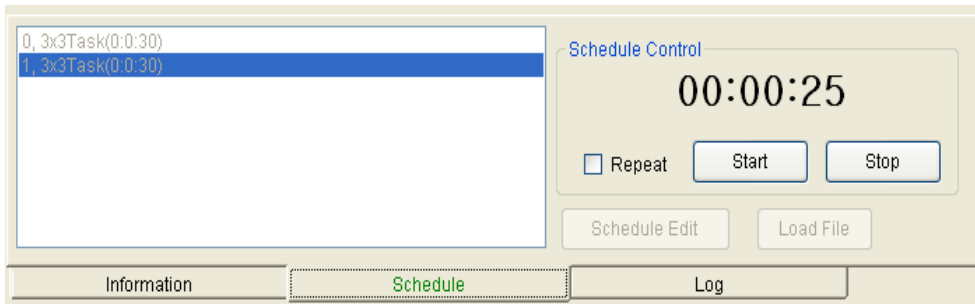 0, 3x3Task(0:0:30)
1, 3x3Task(0:0:30)
Schedule Control
00:00:25
Repeat
Start
Stop
Schedule Edit
Load File
Information
Schedule
Log